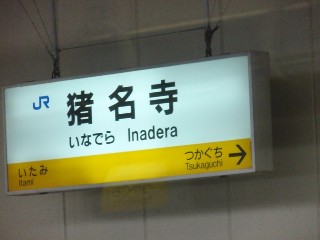 JR 猪名寺
いなでら Inadera
いたみ つかぐち →
Itami Tsukaguchi